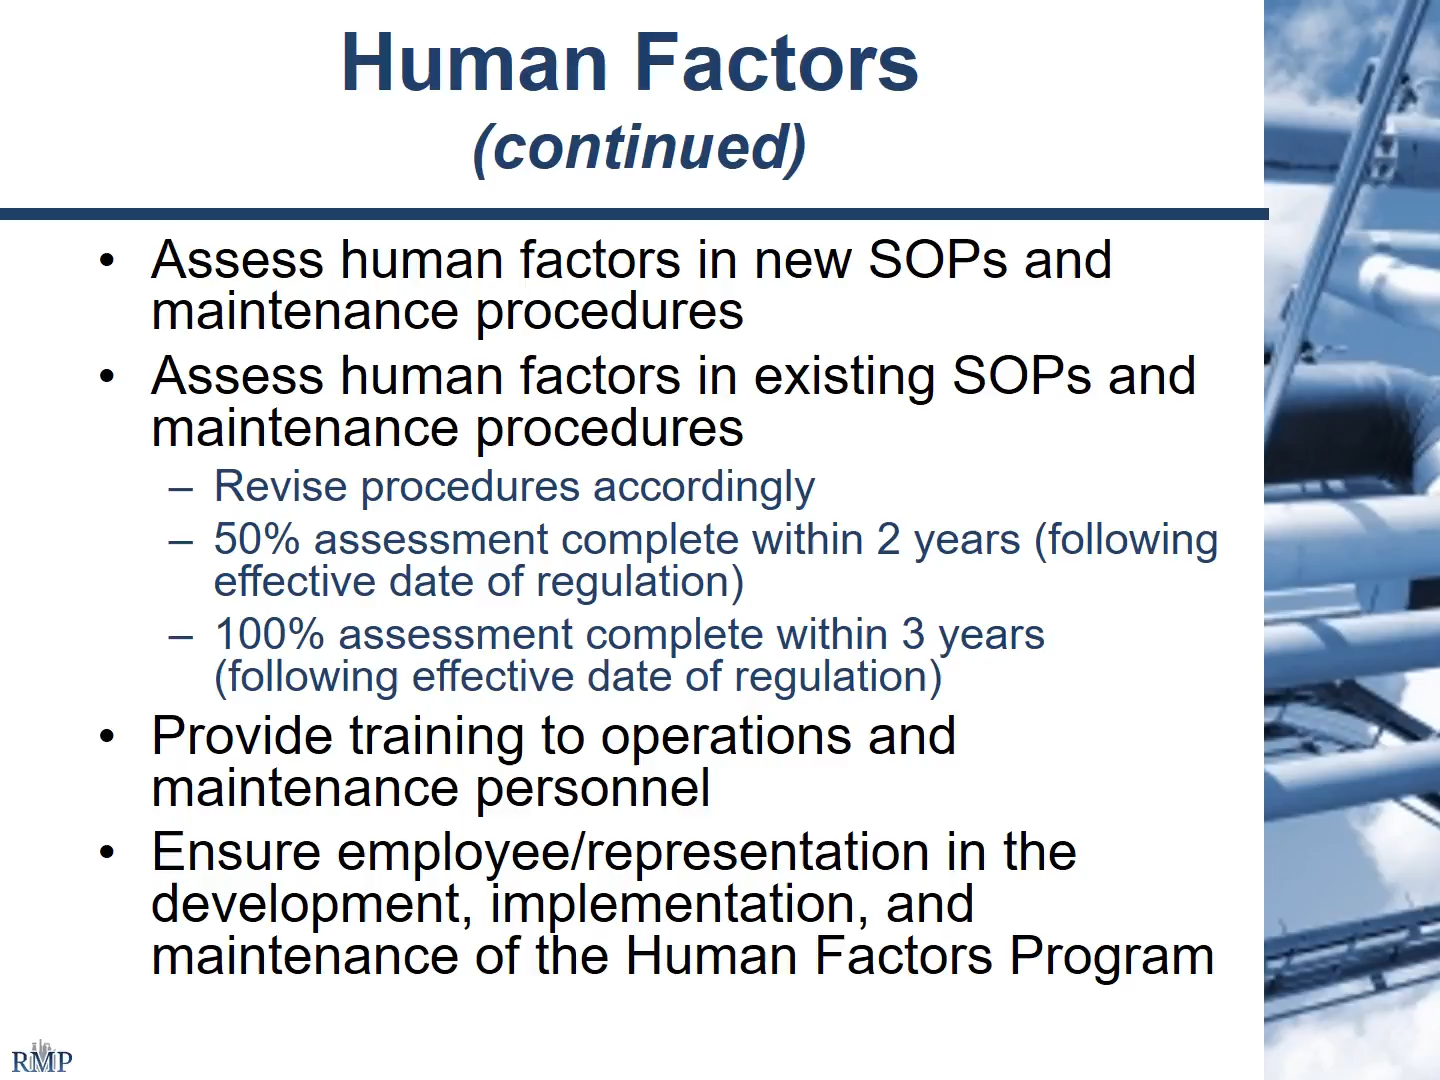 Human Factors
(continued)
• Assess human factors in new SOPs and
maintenance procedures
• Assess human factors in existing SOPs and
maintenance procedures
– Revise procedures accordingly
– 50% assessment complete within 2 years (following
effective date of regulation)
– 100% assessment complete within 3 years
(following effective date of regulation)
• Provide training to operations and
maintenance personnel
• Ensure employee/representation in the
development, implementation, and
maintenance of the Human Factors Program
RMP